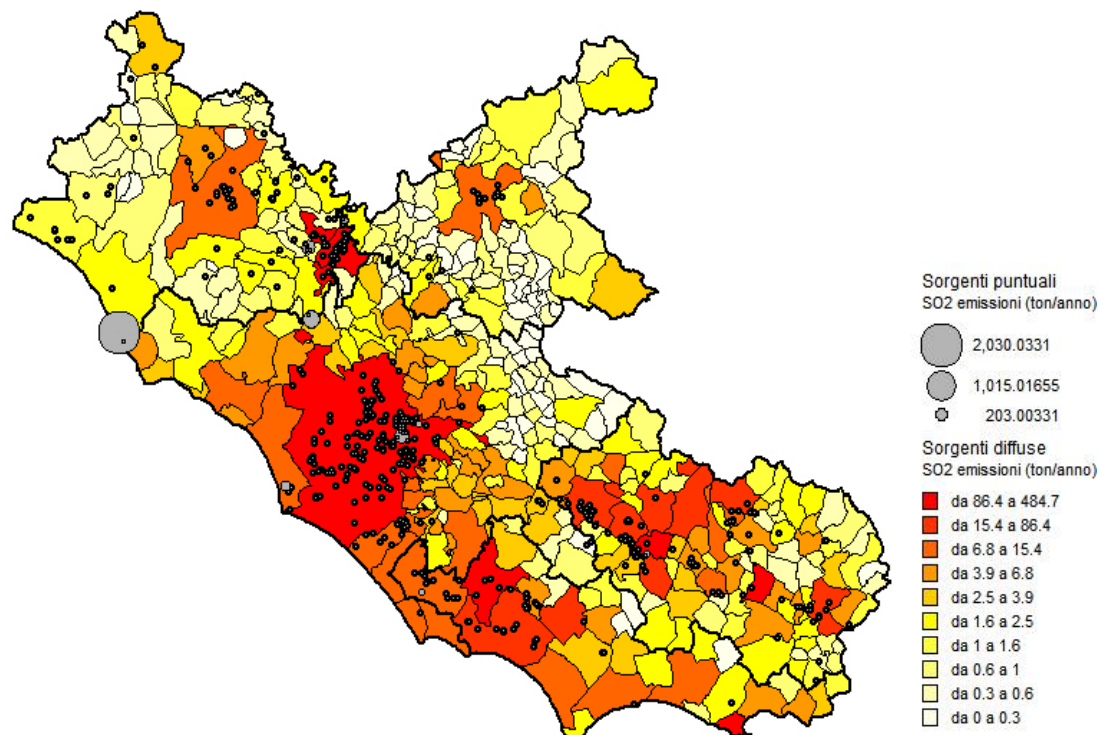 Sorgenti puntuali
SO2 emissioni (ton/anno)
2,030.0331
1,015.01655
203.00331
Sorgenti diffuse
SO2 emissioni (ton/anno)
da 86.4 a 484.7
da 15.4 a 86.4
da 6.8 a 15.4
da 3.9 a 6.8
da 2.5 a 3.9
da 1.6 a 2.5
da 1 a 1.6
da 0.6 a 1
da 0.3 a 0.6
da 0 a 0.3